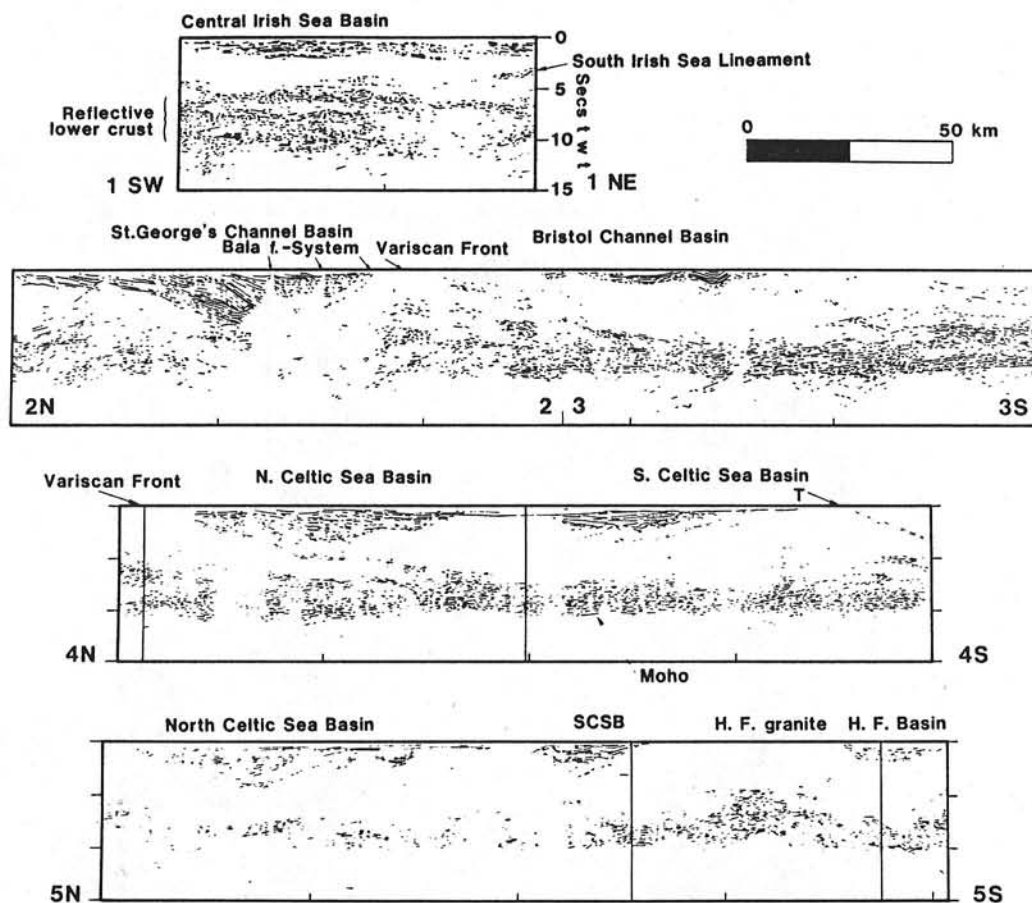 Central Irish Sea Basin
0
South Irish Sea Lineament
5
Secs t w t
Reflective
lower crust
10
15
1 SW
1 NE
0
50 km
St.George's Channel Basin
Bala f.-System
Variscan Front
Bristol Channel Basin
2N
2 3
3S
Variscan Front
N. Celtic Sea Basin
S. Celtic Sea Basin
T
4N
4S
Moho
North Celtic Sea Basin
SCSB
H. F. granite
H. F. Basin
5N
5S